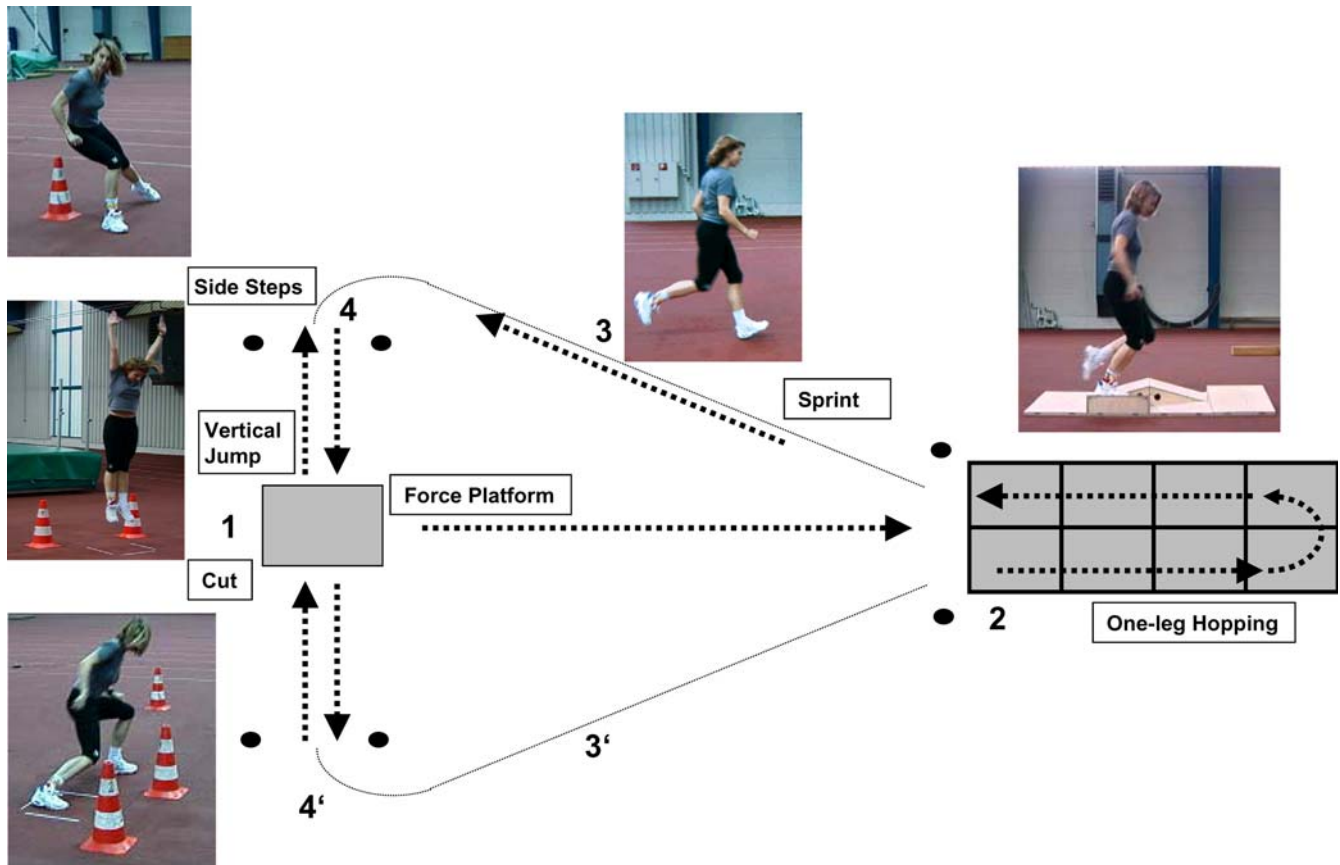 Side Steps
4
3
Sprint
Vertical
Jump
Force Platform
1
Cut
2
One-leg Hopping
3‘
4‘